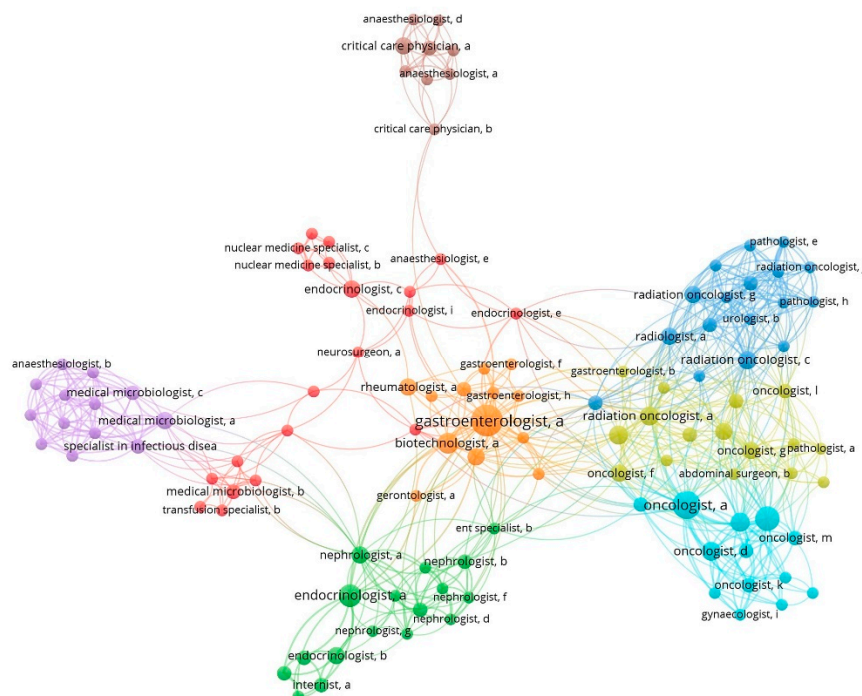 anaesthesiologist, d
critical care physician, a
anaesthesiologist, a
critical care physician, b
nuclear medicine specialist, c
nuclear medicine specialist, b
endocrinologist, c
anaesthesiologist, e
endocrinologist, i
endocrinologist, e
neurosurgeon, a
pathologist, e
radiation oncologist,
radiation oncologist, g
pathologist, h
urologist, b
radiologist, a
radiation oncologist, c
anaesthesiologist, b
medical microbiologist, c
medical microbiologist, a
specialist in infectious disea
medical microbiologist, b
transfusion specialist, b
gastroenterologist, f
rheumatologist, a
gastroenterologist, h
gastroenterologist, a
biotechnologist, a
gerontologist, a
gastroenterologist, b
oncologist, l
radiation oncologist, a
oncologist, g
pathologist, a
oncologist, f
abdominal surgeon, b
oncologist, a
oncologist, m
oncologist, d
oncologist, k
gynaecologist, i
ent specialist, b
nephrologist, a
nephrologist, b
endocrinologist, a
nephrologist, f
nephrologist, d
nephrologist, g
endocrinologist, b
internist, a